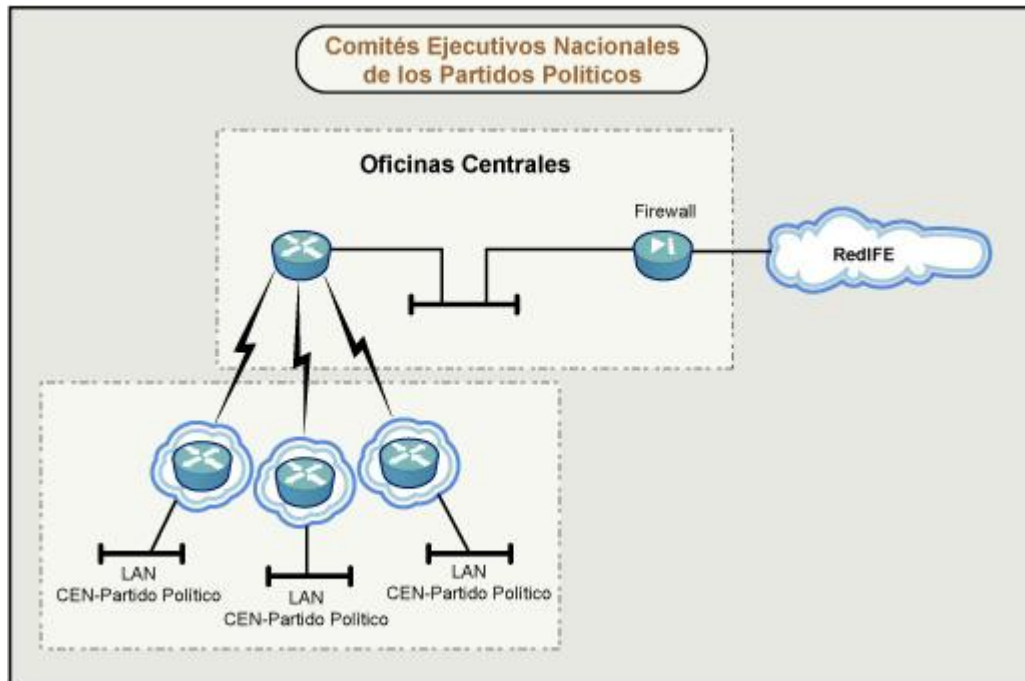 Comités Ejecutivos Nacionales
de los Partidos Políticos
Oficinas Centrales
Firewall
RedIFE
LAN
CEN-Partido Político
LAN
CEN-Partido Político
LAN
CEN-Partido Político